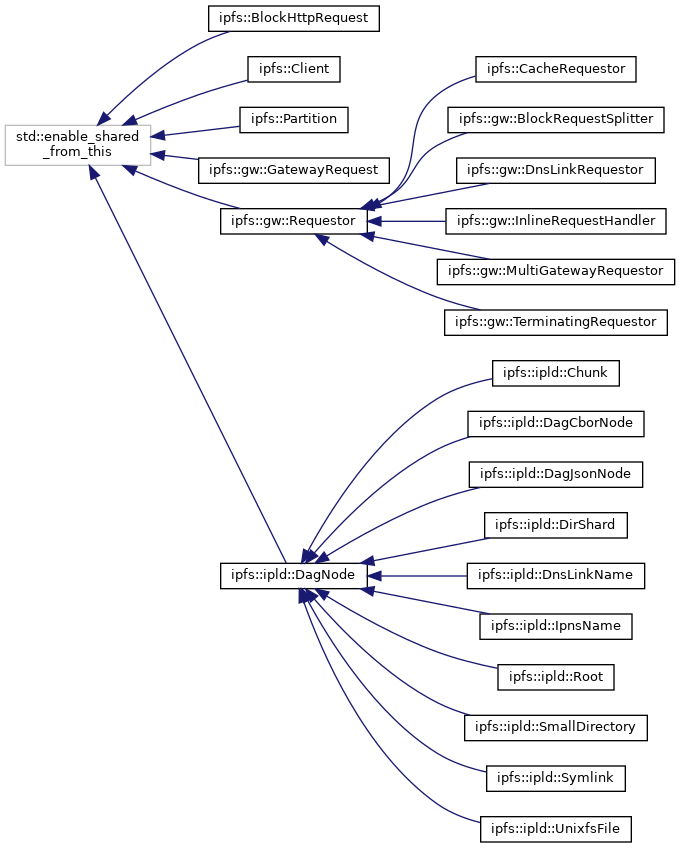 ipfs::BlockHttpRequest
ipfs::Client
ipfs::Partition
ipfs::gw::GatewayRequest
std::enable_shared
_from_this
ipfs::gw::Requestor
ipfs::CacheRequestor
ipfs::gw::BlockRequestSplitter
ipfs::gw::DnsLinkRequestor
ipfs::gw::InlineRequestHandler
ipfs::gw::MultiGatewayRequestor
ipfs::gw::TerminatingRequestor
ipfs::ipld::DagNode
ipfs::ipld::Chunk
ipfs::ipld::DagCborNode
ipfs::ipld::DagJsonNode
ipfs::ipld::DirShard
ipfs::ipld::DnsLinkName
ipfs::ipld::IpnsName
ipfs::ipld::Root
ipfs::ipld::SmallDirectory
ipfs::ipld::Symlink
ipfs::ipld::UnixfsFile